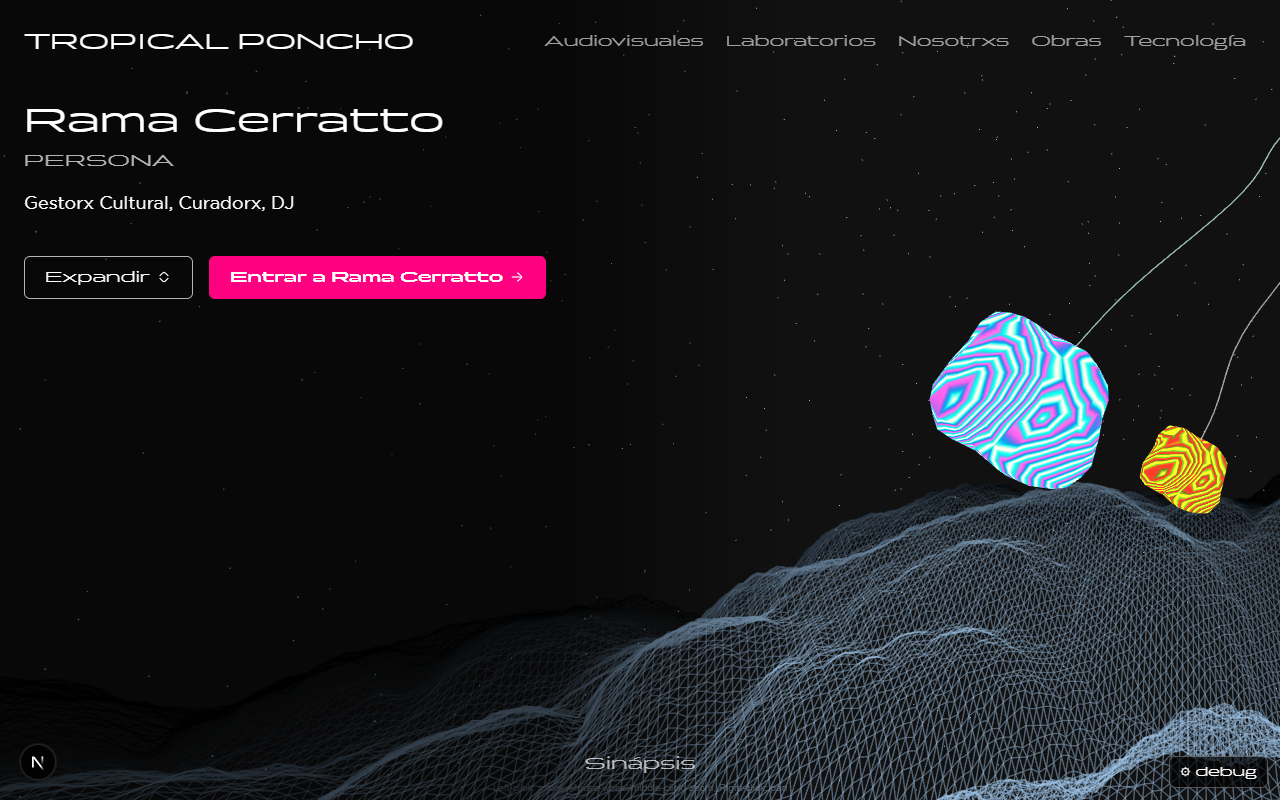 TROPICAL PONCHO
Audiovisuales Laboratorios Nosotrxs Obras Tecnología
Rama Cerratto
PERSONA
Gestorx Cultural, Curadorx, DJ
Expandir
Entrar a Rama Cerratto →
Sinápsis
N
debug